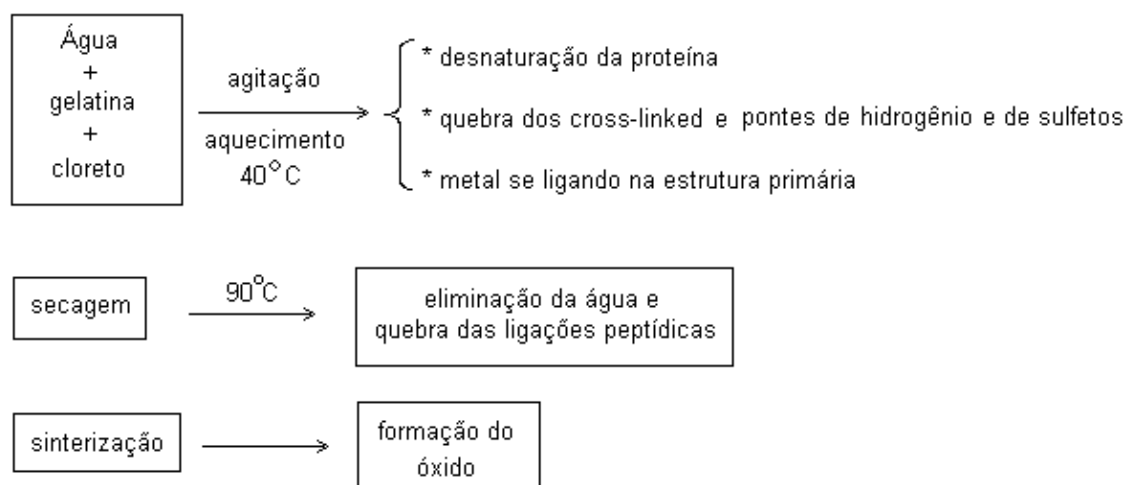 Água
+
gelatina
+
cloreto
agitação
aquecimento
40°C
* desnaturação da proteína
* quebra dos cross-linked e pontes de hidrogênio e de sulfetos
* metal se ligando na estrutura primária
secagem
90°C
eliminação da água e
quebra das ligações peptídicas
sinterização
formação do
óxido